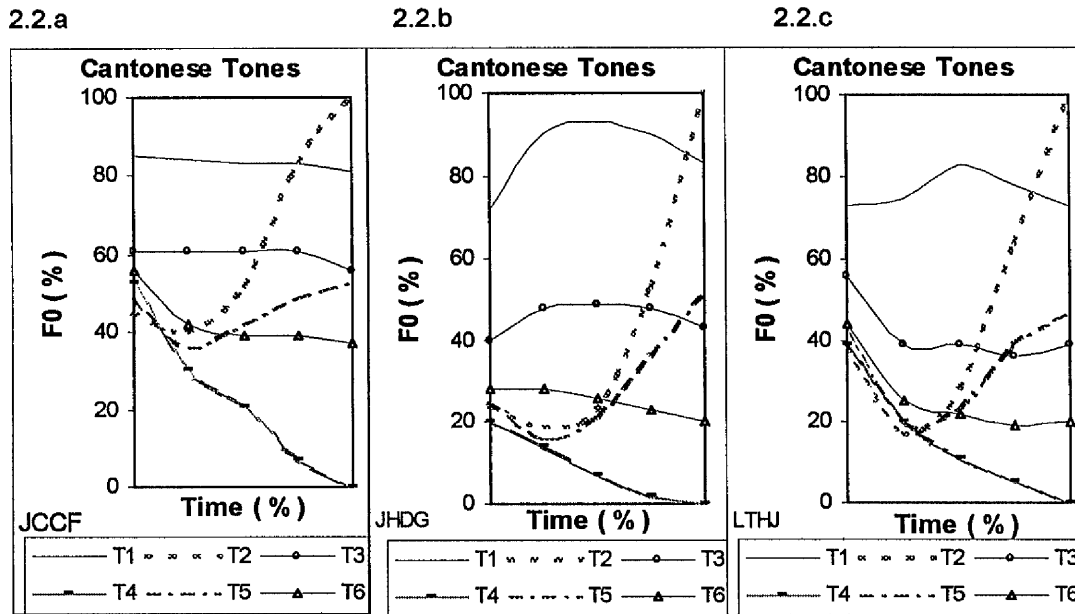 2.2.a
Cantonese Tones
100
80
60
40
20
0
F0 (%)
Time (%)
JCCF
T1 T2 T3
T4 T5 T6
2.2.b
Cantonese Tones
100
80
60
40
20
0
F0 (%)
Time (%)
JHDG
T1 T2 T3
T4 T5 T6
2.2.c
Cantonese Tones
100
80
60
40
20
0
F0 (%)
Time (%)
LTHJ
T1 T2 T3
T4 T5 T6